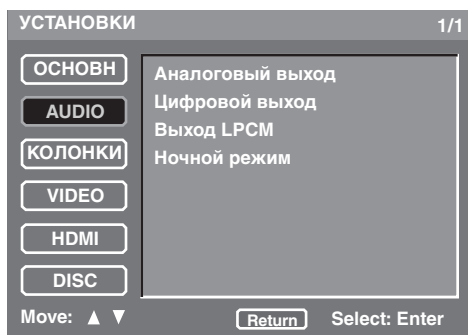 УСТАНОВКИ 1/1
ОСНОВН
AUDIO
КОЛОНКИ
VIDEO
HDMI
DISC
Аналоговый выход
Цифровой выход
Выход LPCM
Ночной режим
Move: ▲ ▼ Return Select: Enter